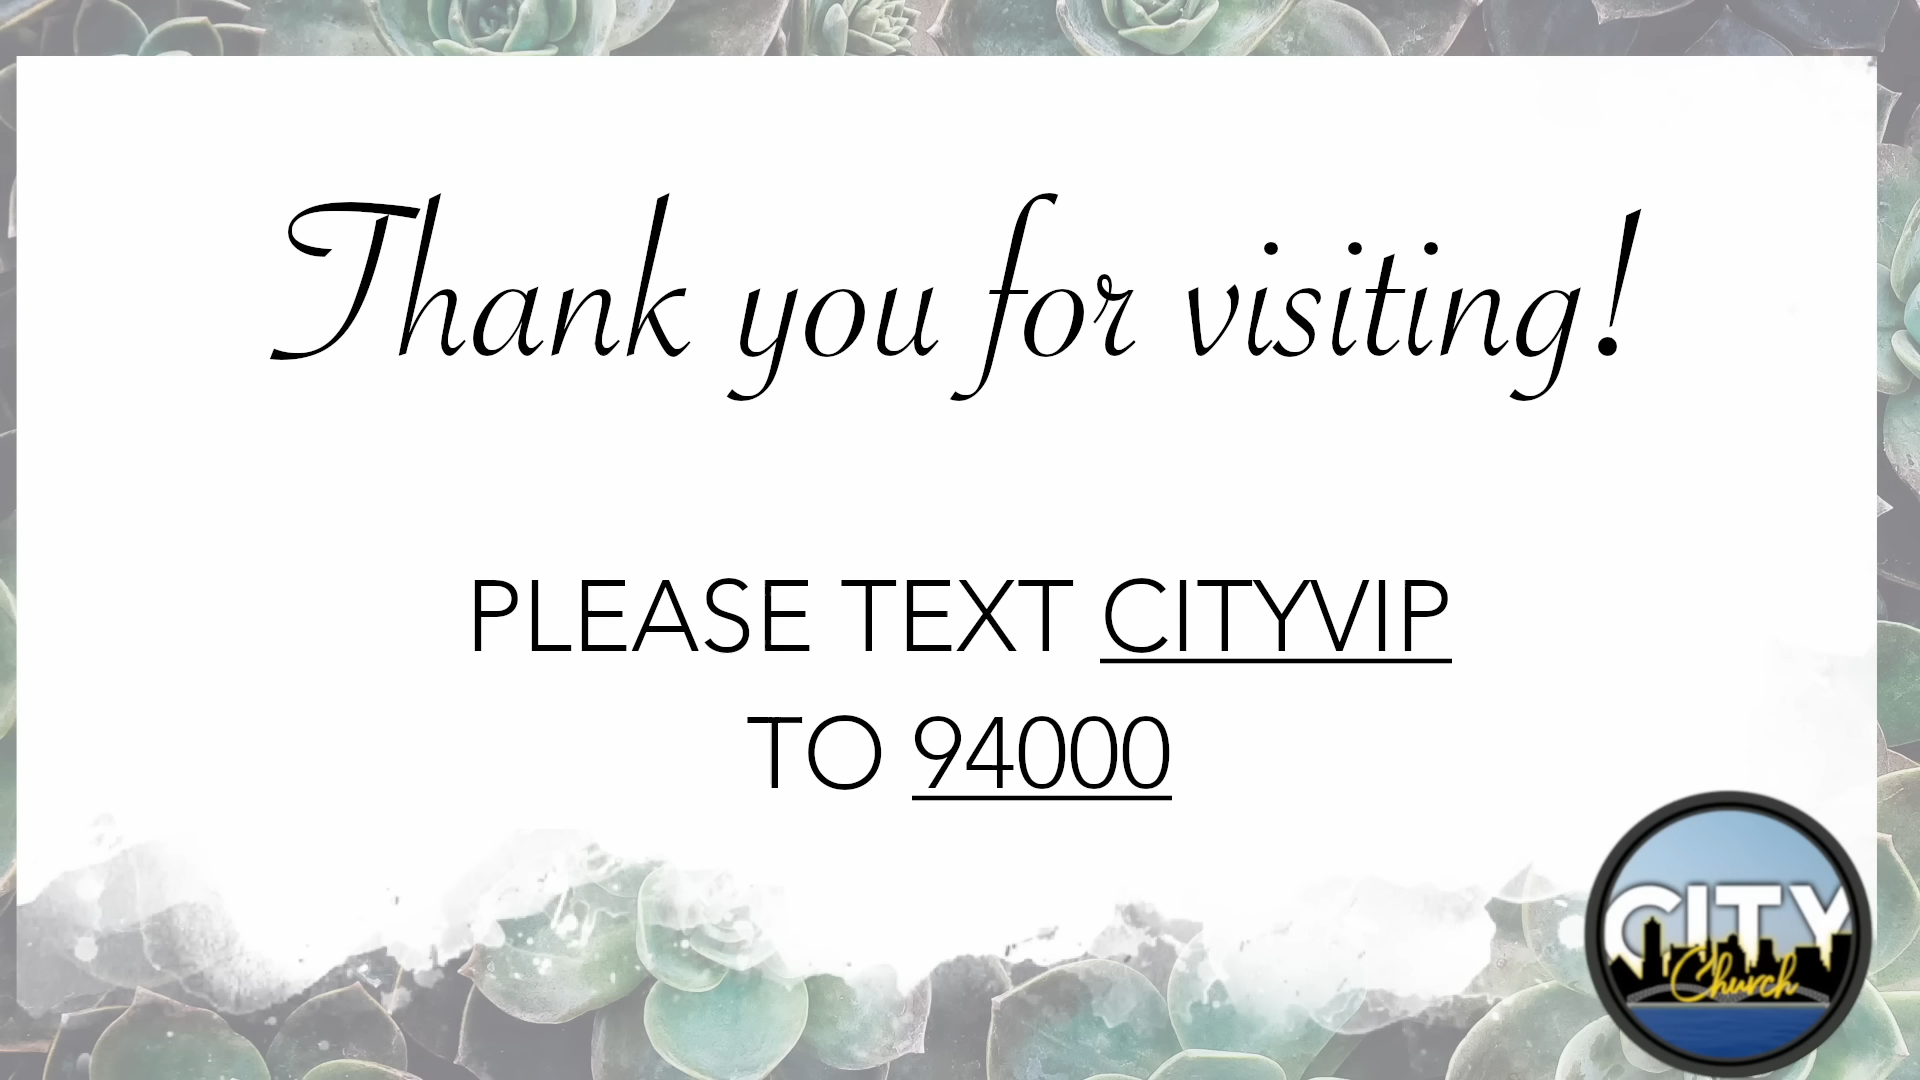 Thank you for visiting!
PLEASE TEXT CITYVIP
TO 94000
CITY
Church